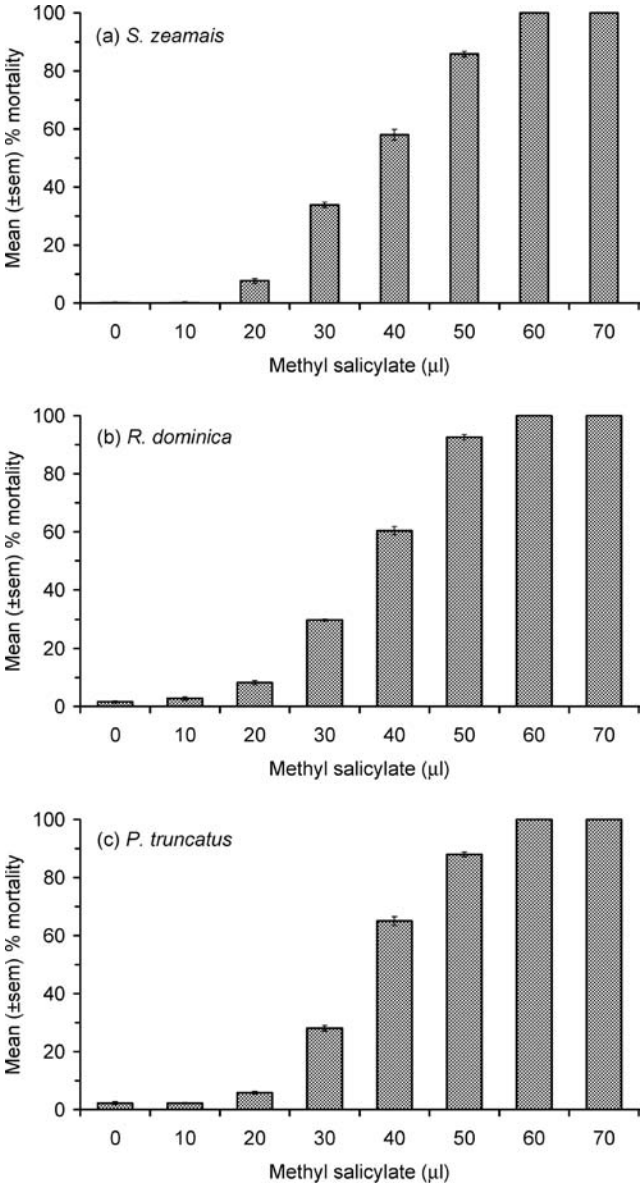 (a) S. zeamais
Mean (±sem) % mortality
100
80
60
40
20
0
0 10 20 30 40 50 60 70
Methyl salicylate (µl)
(b) R. dominica
Mean (±sem) % mortality
100
80
60
40
20
0
0 10 20 30 40 50 60 70
Methyl salicylate (µl)
(c) P. truncatus
Mean (±sem) % mortality
100
80
60
40
20
0
0 10 20 30 40 50 60 70
Methyl salicylate (µl)